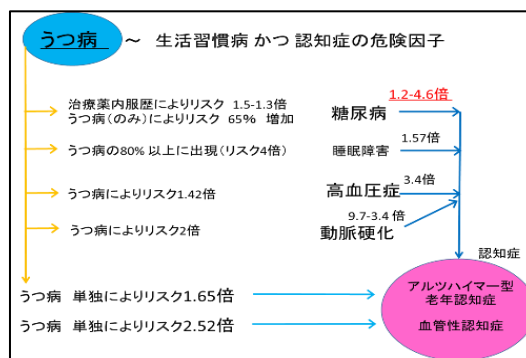 うつ病 ～ 生活習慣病 かつ 認知症の危険因子
治療薬内服歴によりリスク 1.5-1.3倍
うつ病(のみ)によりリスク 65% 増加
1.2-4.6倍
糖尿病
うつ病の80%以上に出現(リスク4倍)
1.57倍
睡眠障害
うつ病によりリスク1.42倍
3.4倍
高血圧症
うつ病によりリスク2倍
9.7-3.4 倍
動脈硬化
認知症
うつ病 単独によりリスク1.65倍
アルツハイマー型
老年認知症
うつ病 単独によりリスク2.52倍
血管性認知症